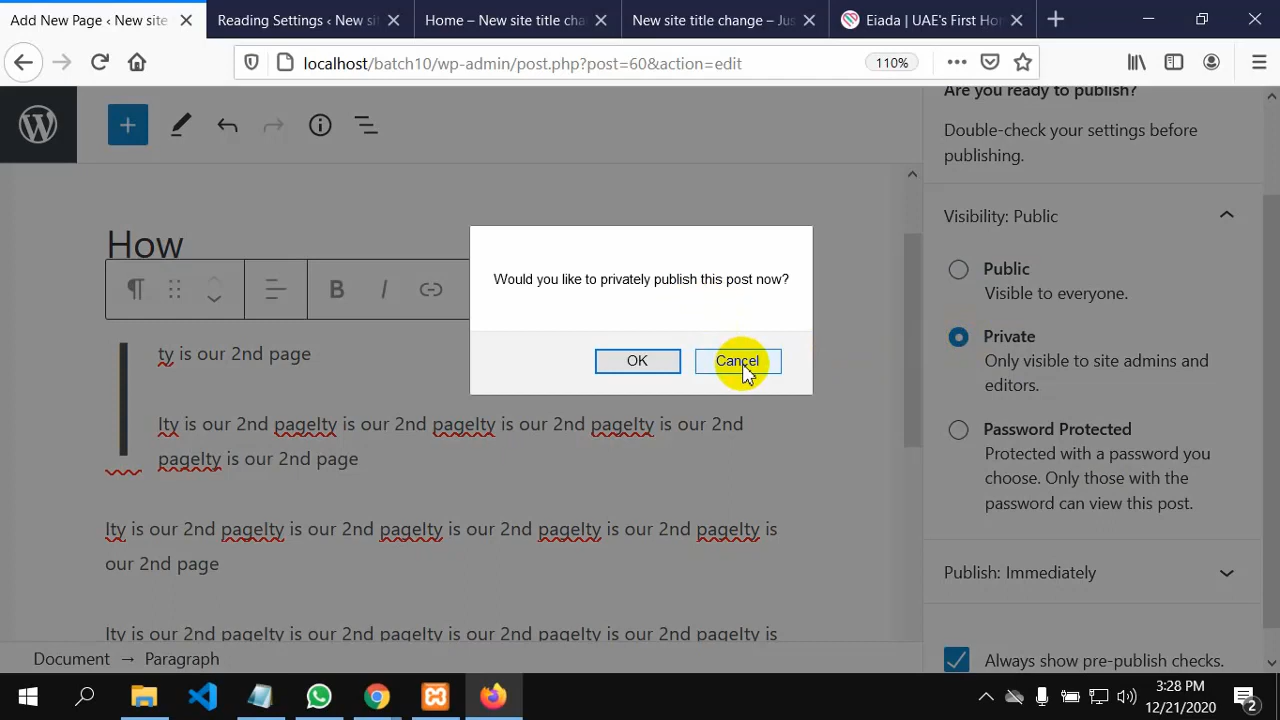 Add New Page ‹ New site
Reading Settings ‹ New sit
Home – New site title cha
New site title change – Jus
Eiada | UAE's First Hom
localhost/batch10/wp-admin/post.php?post=60&action=edit
110%
Are you ready to publish?
Double-check your settings before
publishing.
Visibility: Public
Public
Visible to everyone.
Private
Only visible to site admins and
editors.
Password Protected
Protected with a password you
choose. Only those with the
password can view this post.
Publish: Immediately
Always show pre-publish checks.
How
B I
ty is our 2nd page
Ity is our 2nd pageIty is our 2nd pageIty is our 2nd pageIty is our 2nd
pageIty is our 2nd page
Ity is our 2nd pageIty is our 2nd pageIty is our 2nd pageIty is our 2nd pageIty is
our 2nd page
Ity is our 2nd pageIty is our 2nd pageIty is our 2nd pageIty is our 2nd pageIty is
Would you like to privately publish this post now?
OK
Cancel
Document → Paragraph
3:28 PM
12/21/2020
2